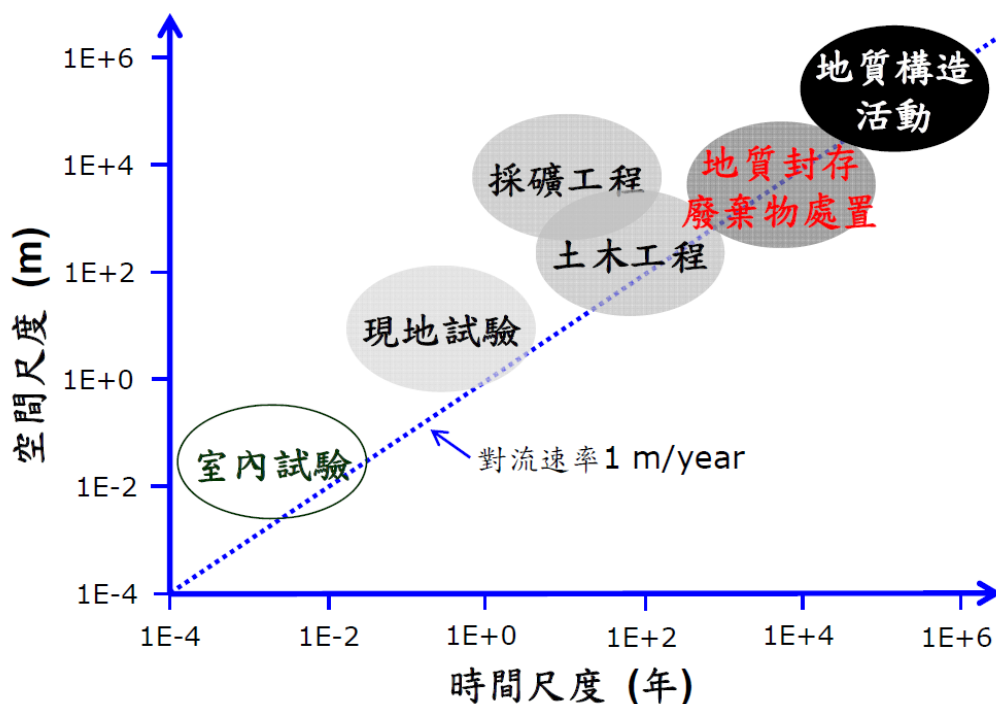 1E+6
1E+4
1E+2
1E+0
1E-2
1E-4
空間尺度 (m)
地質構造
活動
採礦工程
地質封存
廢棄物處置
土木工程
現地試驗
室內試驗
對流速率1 m/year
1E-4
1E-2
1E+0
1E+2
1E+4
1E+6
時間尺度 (年)